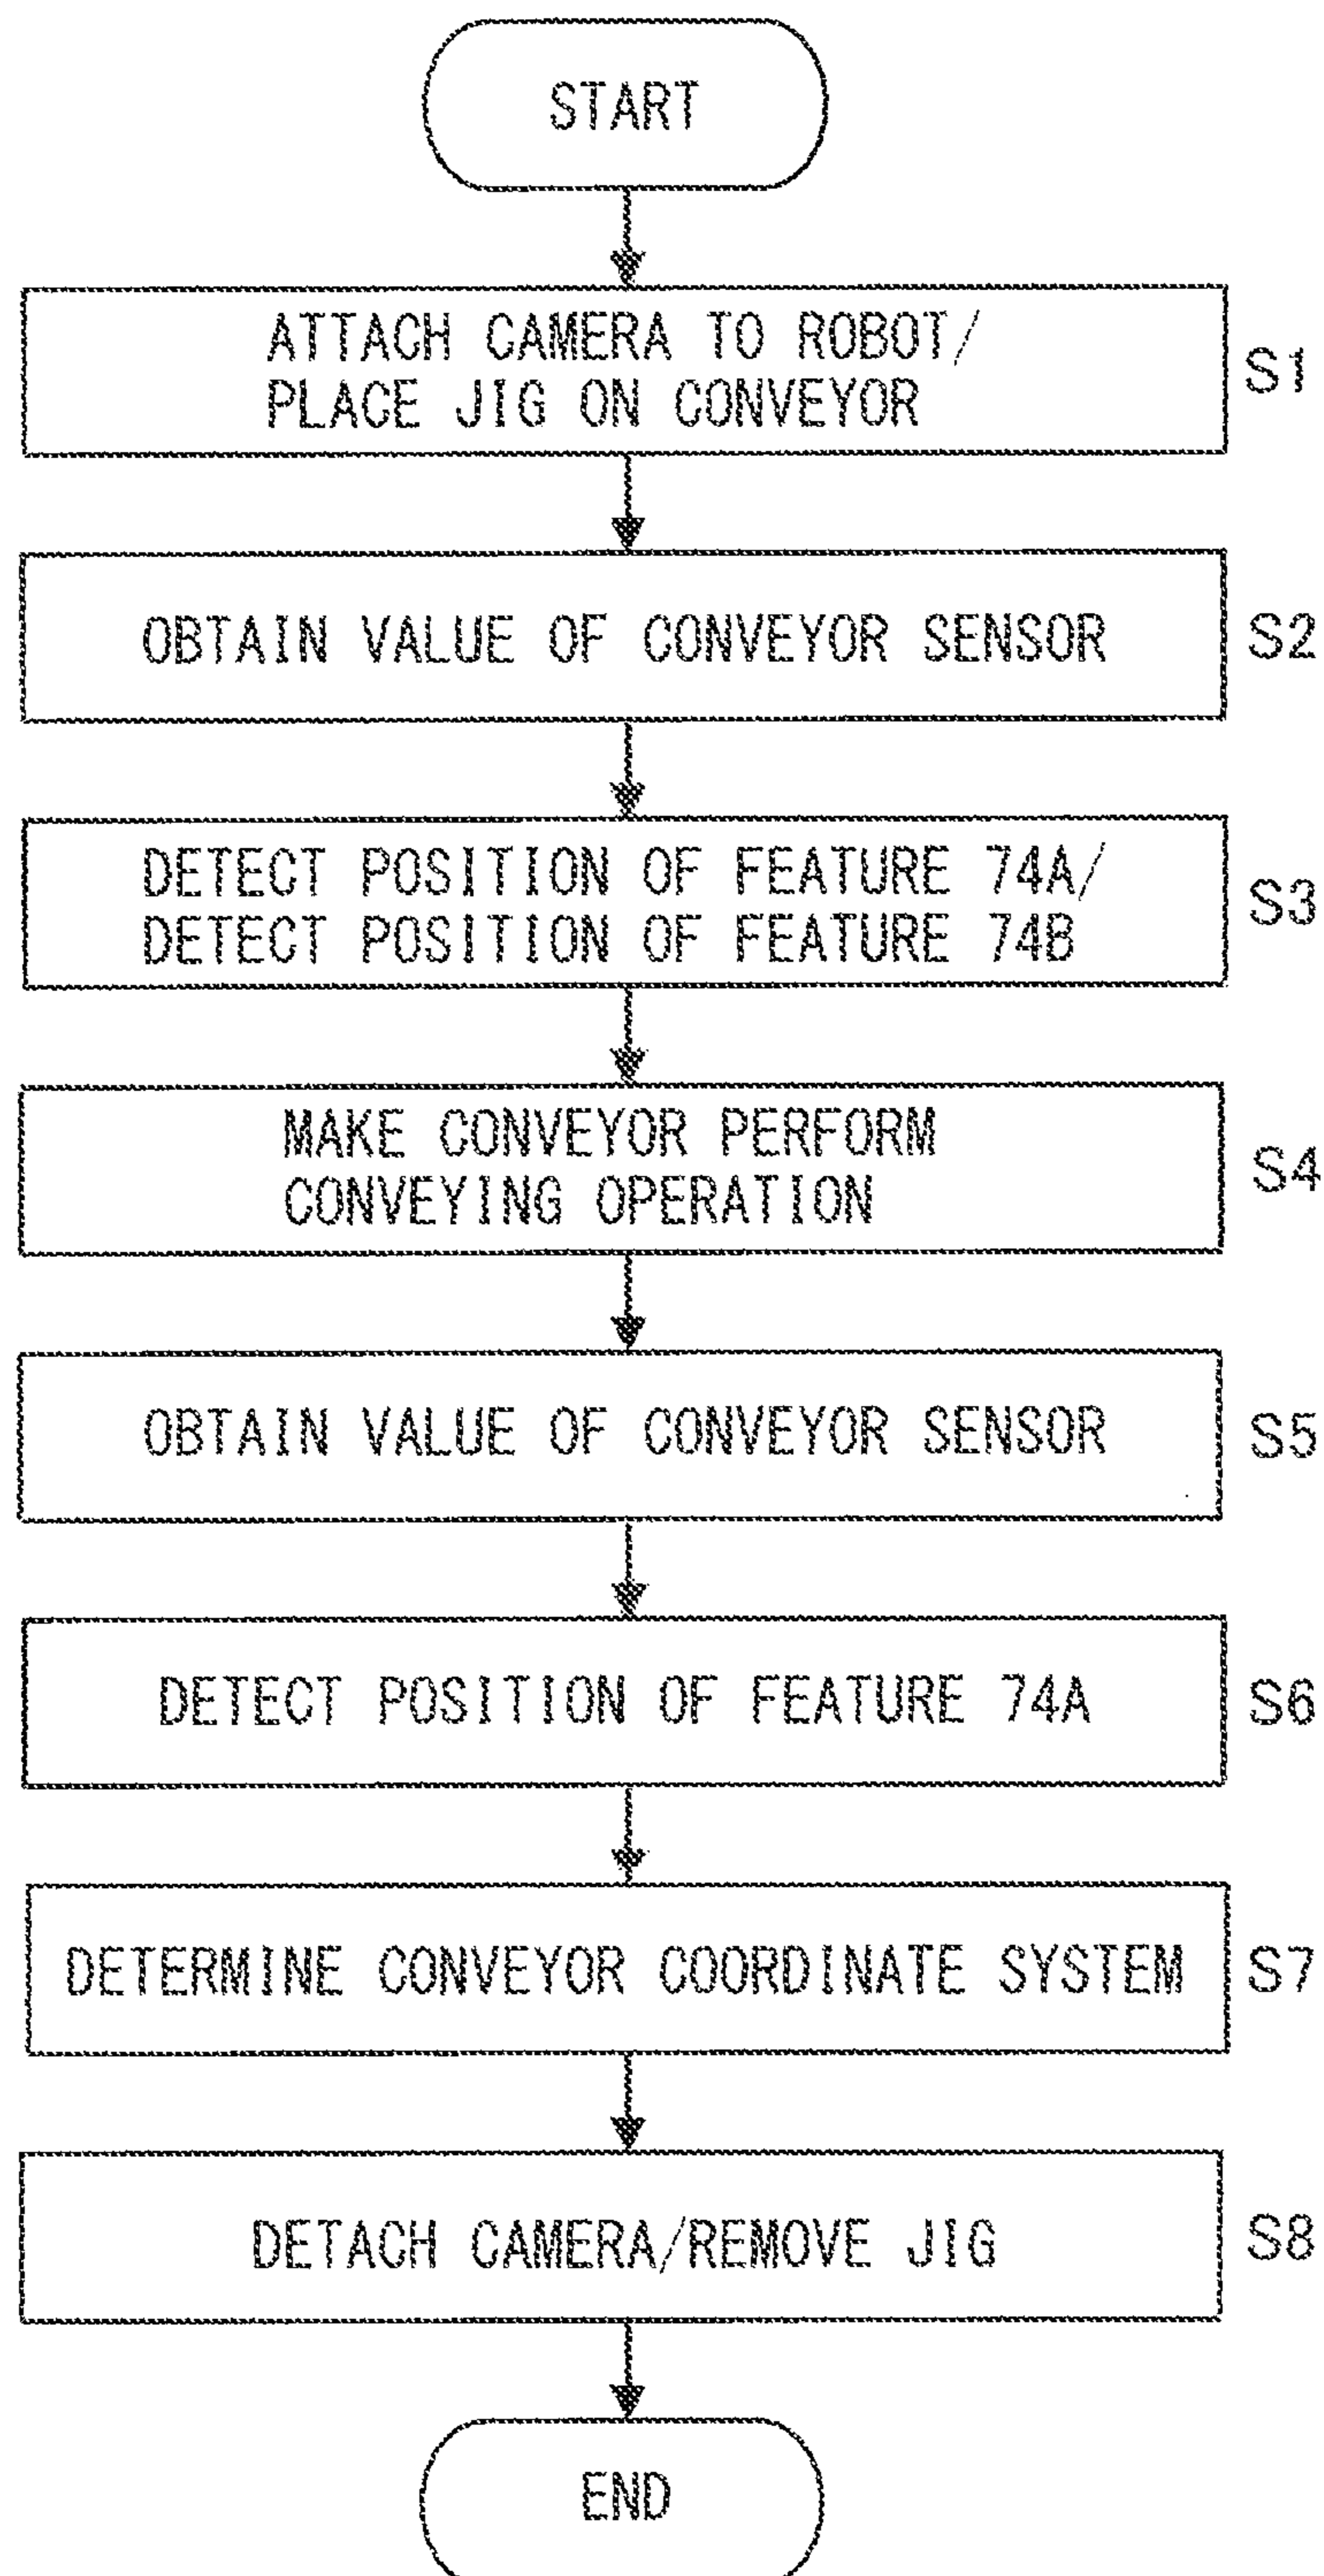 START
ATTACH CAMERA TO ROBOT/
PLACE JIG ON CONVEYOR
S1
OBTAIN VALUE OF CONVEYOR SENSOR
S2
DETECT POSITION OF FEATURE 74A/
DETECT POSITION OF FEATURE 74B
S3
MAKE CONVEYOR PERFORM
CONVEYING OPERATION
S4
OBTAIN VALUE OF CONVEYOR SENSOR
S5
DETECT POSITION OF FEATURE 74A
S6
DETERMINE CONVEYOR COORDINATE SYSTEM
S7
DETACH CAMERA/REMOVE JIG
S8
END